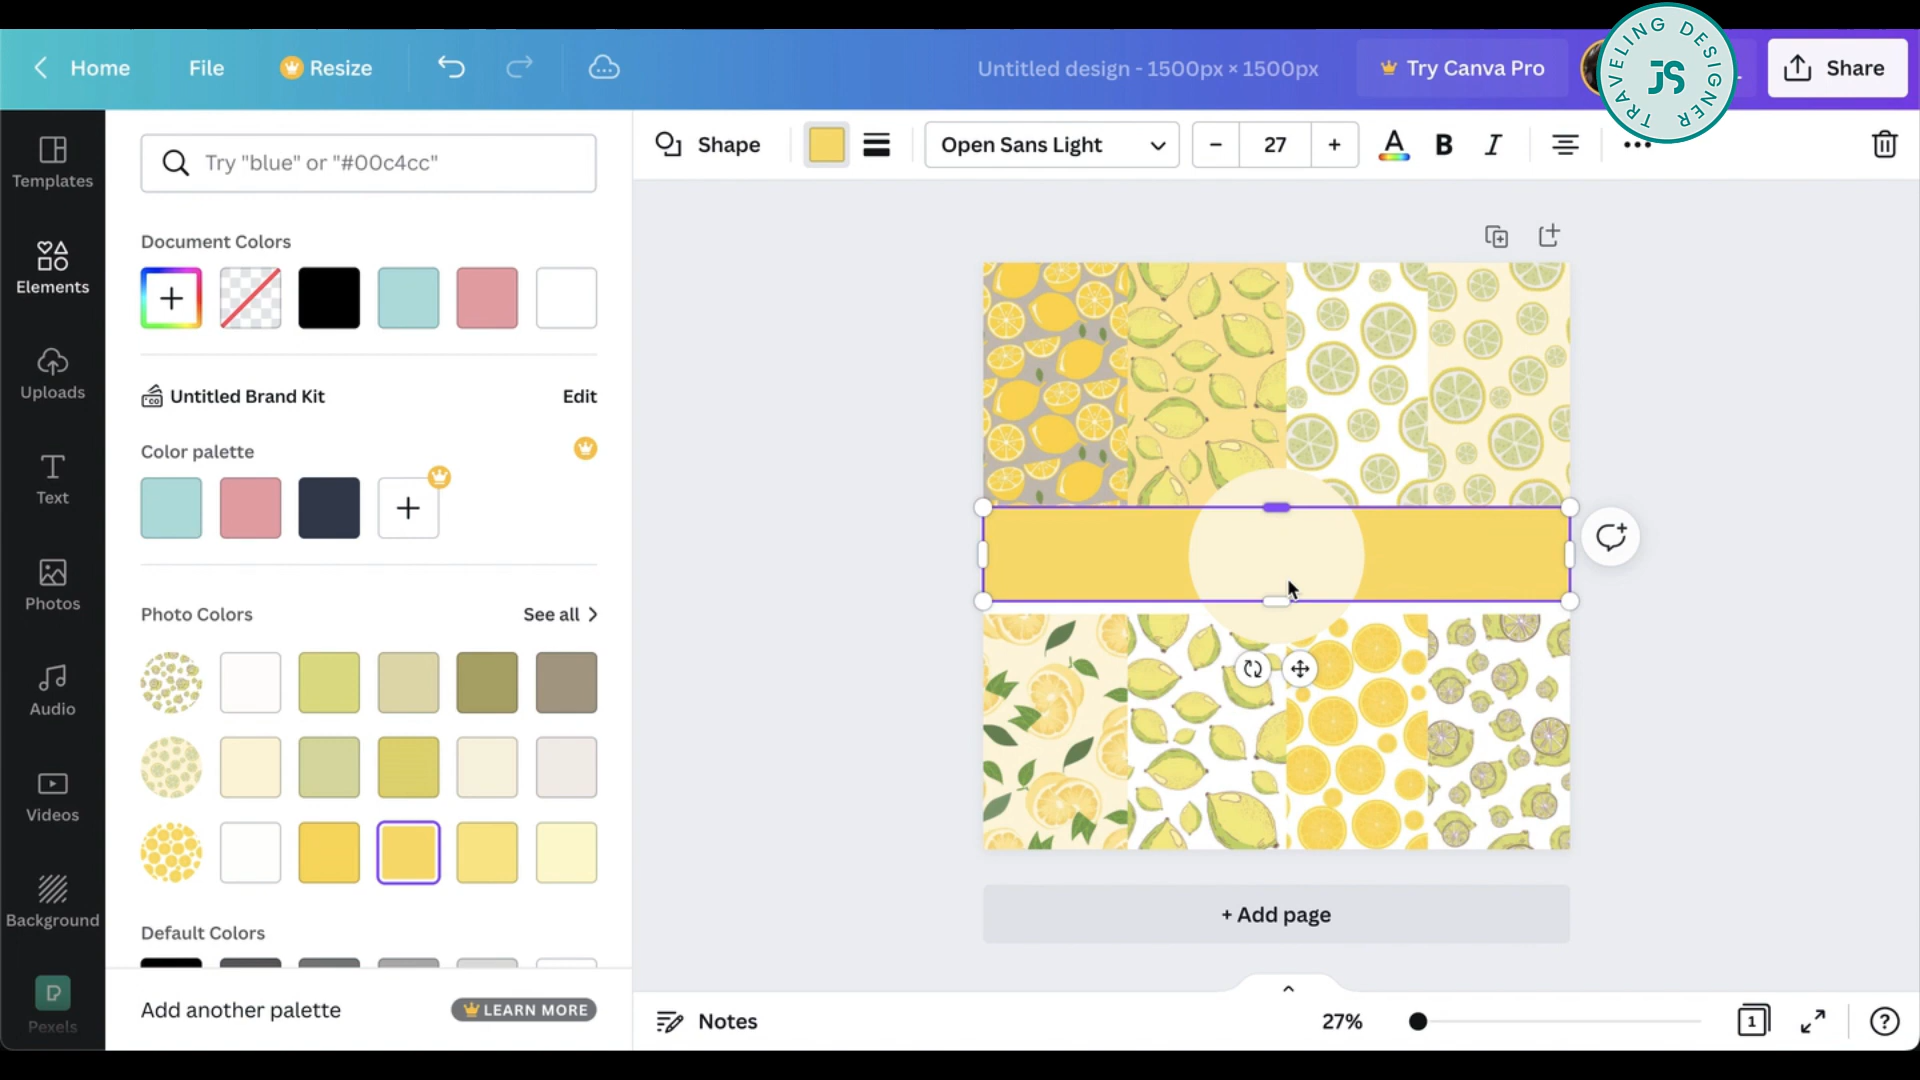 Home
File
Resize
Untitled design - 1500px × 1500px
Try Canva Pro
TRAVELING DESIGNER
JS
Share
Templates
Elements
Uploads
Text
Photos
Audio
Videos
Background
Pexels
Try "blue" or "#00c4cc"
Document Colors
Untitled Brand Kit
Edit
Color palette
Photo Colors
See all
Default Colors
Add another palette
LEARN MORE
Shape
Open Sans Light
27
A
B
I
+ Add page
Notes
27%
1